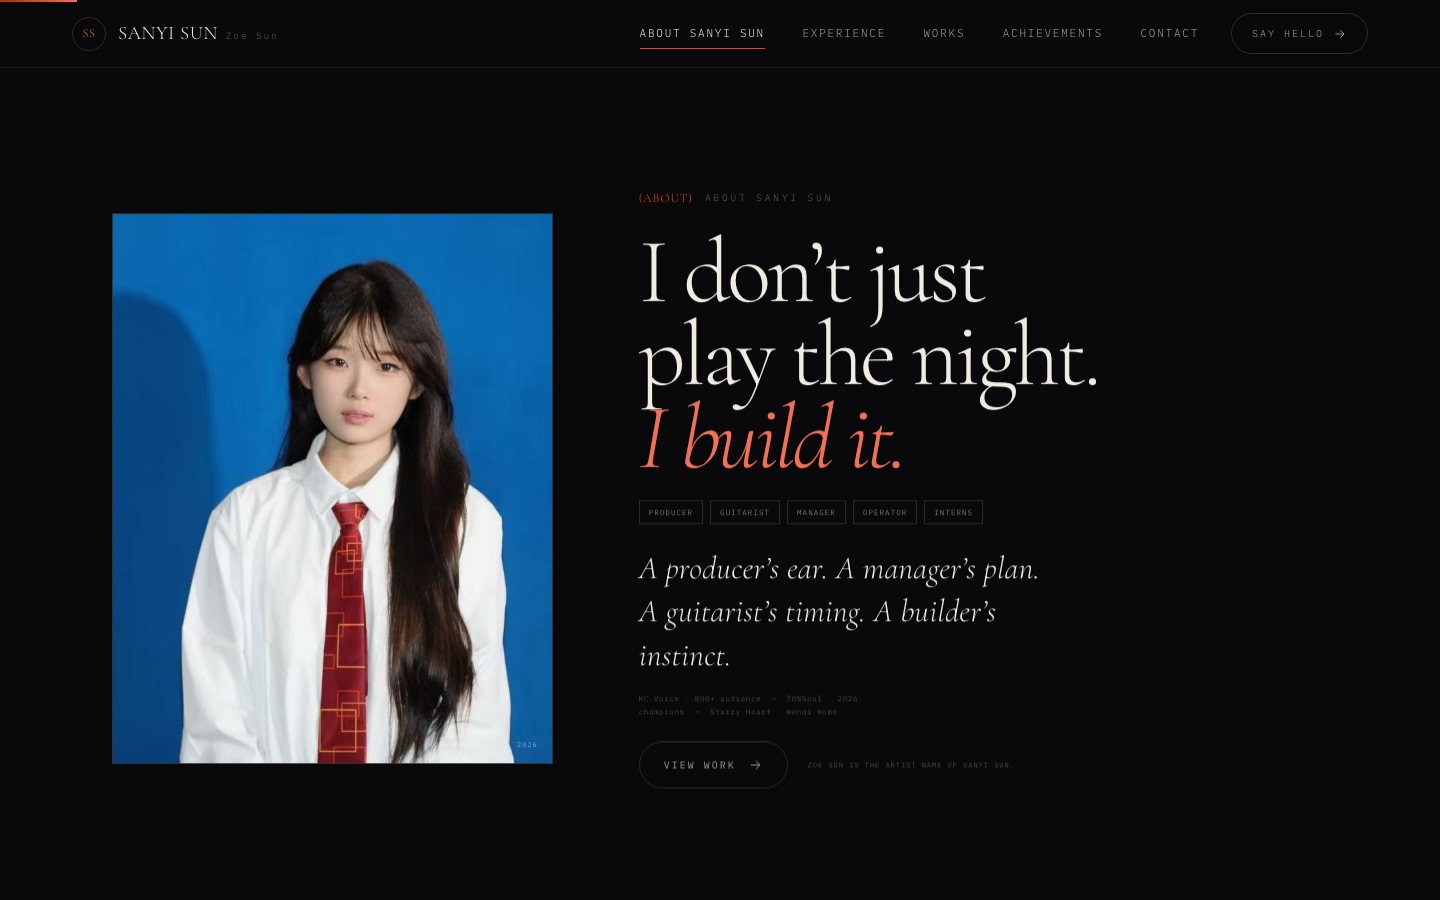 SS SANYI SUN Zoe Sun ABOUT SANYI SUN EXPERIENCE WORKS ACHIEVEMENTS CONTACT SAY HELLO →
(ABOUT) ABOUT SANYI SUN
I don’t just
play the night.
I build it.
PRODUCER GUITARIST MANAGER OPERATOR INTERNS
A producer’s ear. A manager’s plan.
A guitarist’s timing. A builder’s
instinct.
KC Voice · 800+ audience — 70NSoul · 2026
champions — Starry Heart · Wenqi Home
2026
VIEW WORK → ZOE SUN IS THE ARTIST NAME OF SANYI SUN.